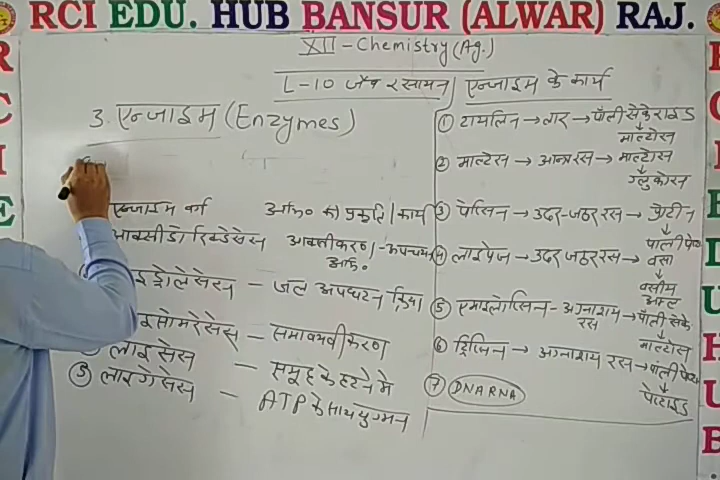 RCI EDU. HUB BANSUR (ALWAR) RAJ.
XII - Chemistry (Ag.)
L-10 जैव रसायन
3. एन्जाइम (Enzymes)
एन्जाइम वर्ग अभि० की प्रकृति / कार्य
आक्सीडो रिडक्टेसेस आक्सीकरण - अपचयन
अभि०
हाइड्रोलेसेस - जल अपघटन क्रिया
आइसोमेरेसेस - समावयवीकरण
लाइसेस - समूह के हटने में
⑤ लाइगेसेस - ATP के साथ युग्मन
एन्जाइम के कार्य
① टायलिन → लार → पॉली सेकेराइड
↓
माल्टोस
② माल्टेस → आन्त्ररस → माल्टोस
↓
ग्लुकोस
③ पेप्सिन → उदर-जठर रस → प्रोटीन
↓
पाली पेप०
④ लाइपेज → उदर जठररस → वसा
↓
वसीय
अम्ल
⑤ एमाइलोप्सिन - अग्नाशय रस → पॉली सेके
↓
माल्टोस
⑥ ट्रिप्सिन → अग्नाशय रस → पाली पेप०
↓
पेप्टाइड
⑦ DNA RNA
R
C
I
E
E
D
U
H
U
B